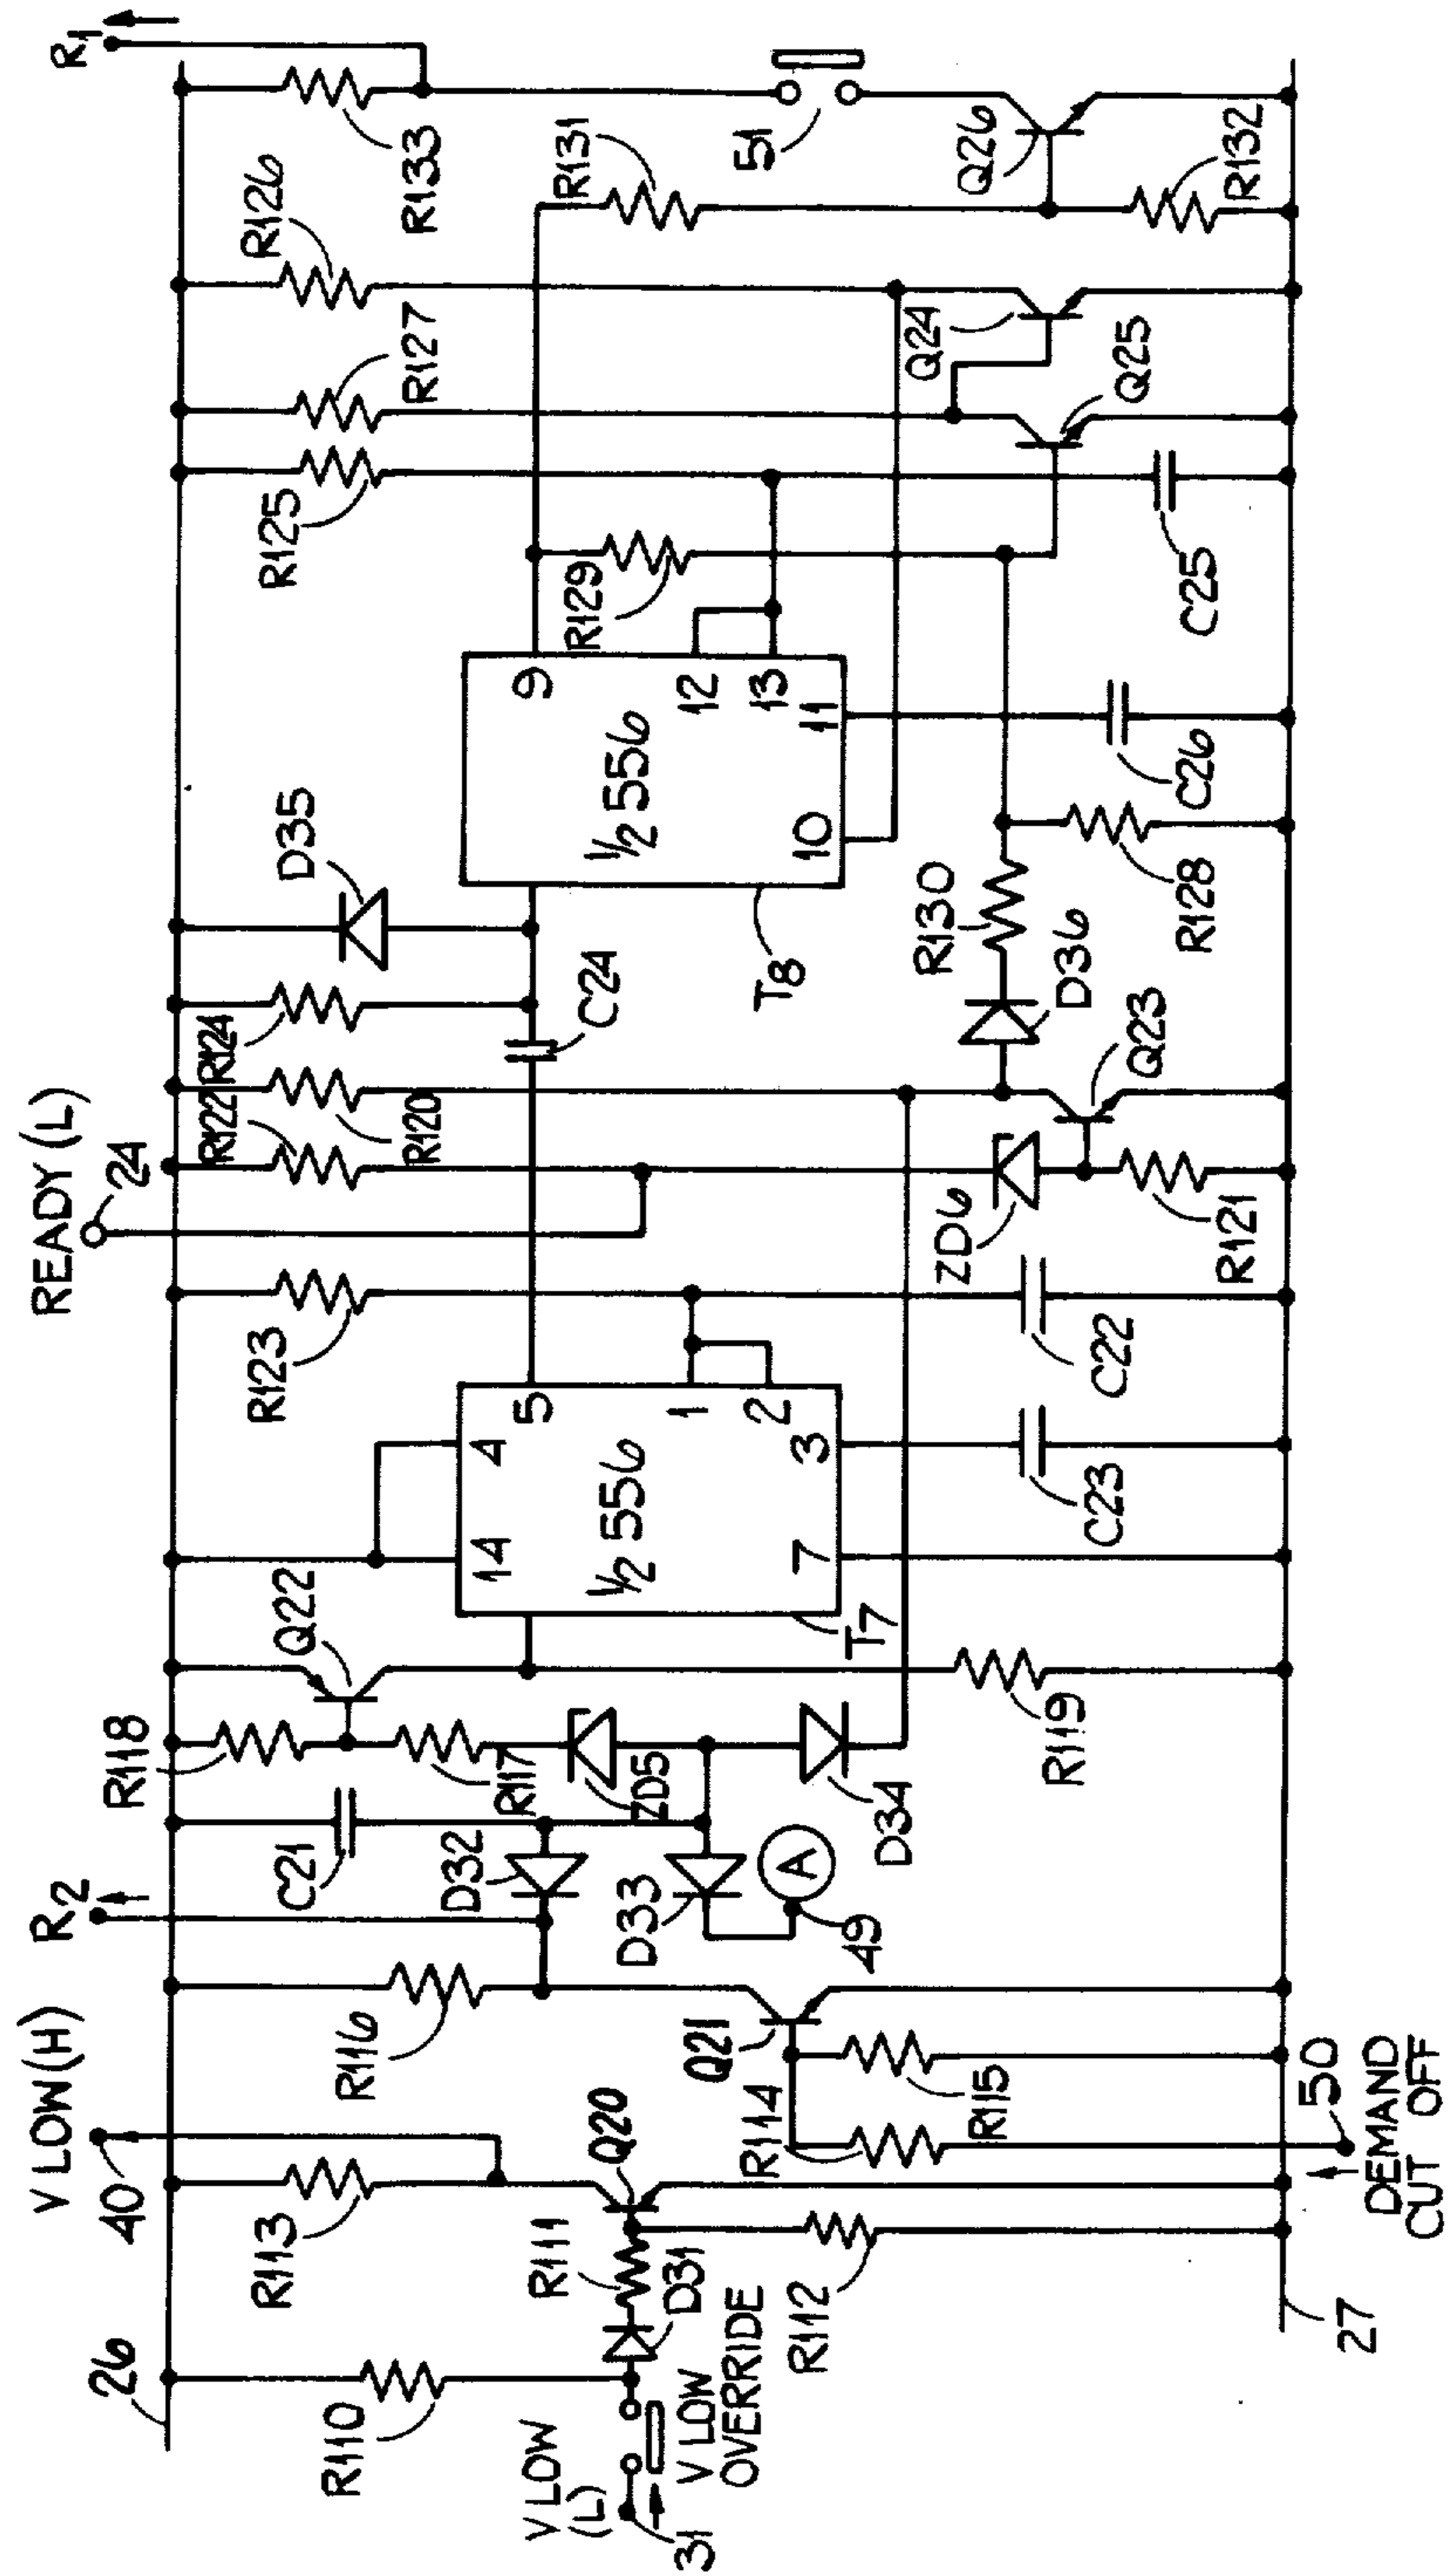 READY (L)
24
R1
V LOW (H)
40
R2
26
R110
V LOW
(L)
31
V LOW
OVERRIDE
D31
R111
R112
R113
Q20
R114
R115
50
DEMAND
CUT OFF
27
R116
Q21
D32
D33
A
49
C21
R118
R117
ZD5
D34
Q22
R119
T7
14
4
5
1
2
3
7
½ 556
C23
C22
R123
R122
R120
R124
C24
D35
ZD6
R121
Q23
D36
R130
R128
T8
½ 556
9
12
13
11
10
C26
R129
C25
R125
R127
R126
Q25
Q24
R131
R133
51
Q26
R132